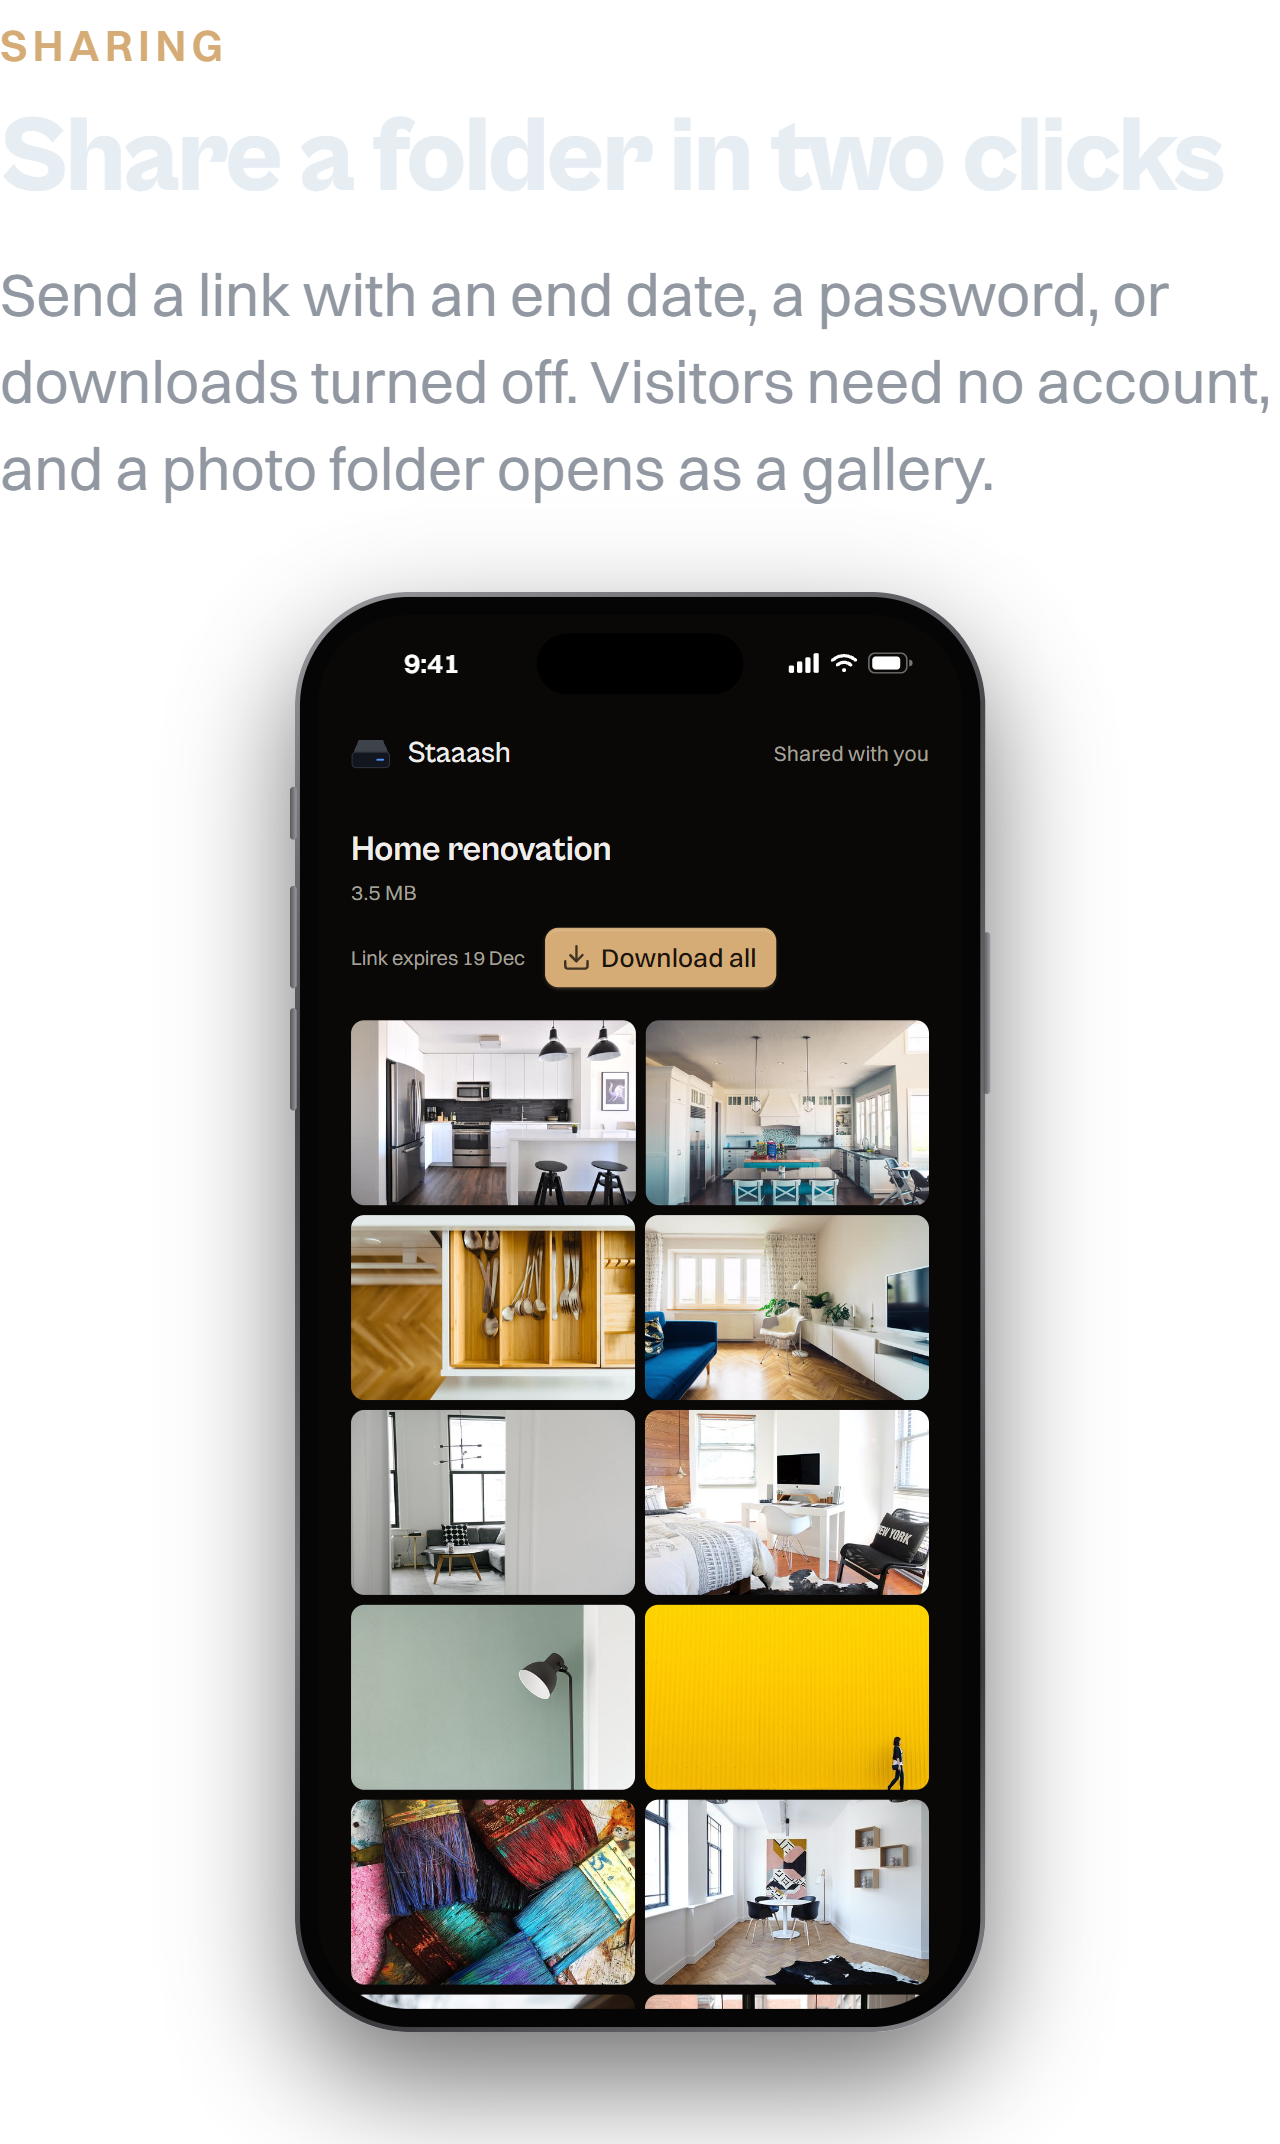 SHARING
Share a folder in two clicks
Send a link with an end date, a password, or
downloads turned off. Visitors need no account,
and a photo folder opens as a gallery.
9:41
Staaash
Shared with you
Home renovation
3.5 MB
Link expires 19 Dec
Download all
NEW YORK